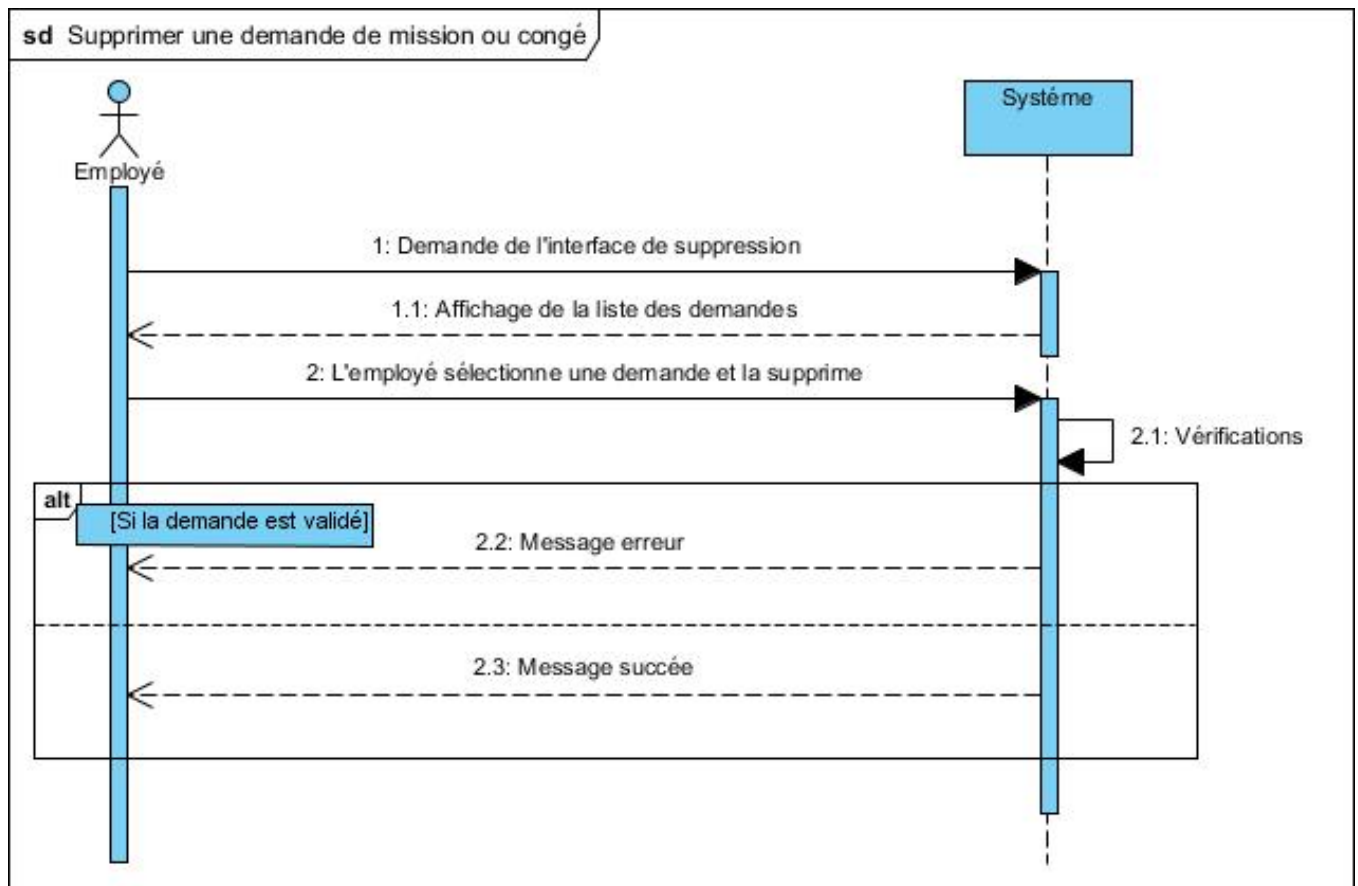 sd Supprimer une demande de mission ou congé
Systéme
Employé
1: Demande de l'interface de suppression
1.1: Affichage de la liste des demandes
2: L'employé sélectionne une demande et la supprime
2.1: Vérifications
alt
[Si la demande est validé]
2.2: Message erreur
2.3: Message succée